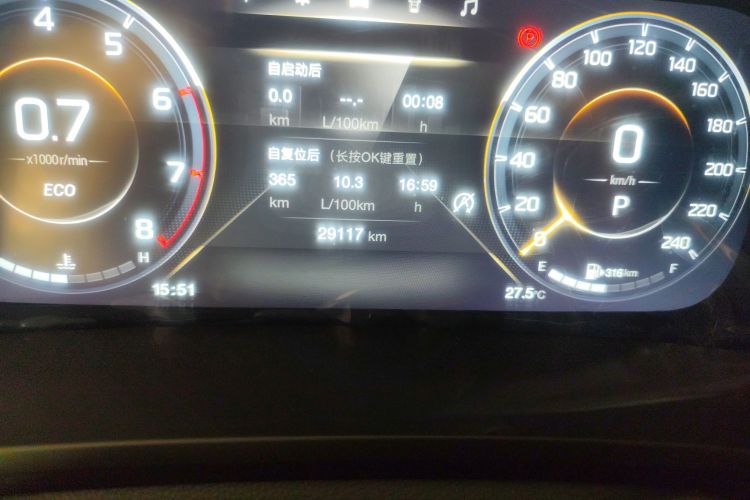 4 5 6 7 8
0.7
x1000r/min
ECO
H
15:51
自启动后
0.0 --.- 00:08
km L/100km h
自复位后（长按OK键重置）
365 10.3 16:59
km L/100km h
29117 km
P
0 20 40 60 80 100 120 140 160 180 200 220 240
0
km/h
P
E 316km F
27.5°C